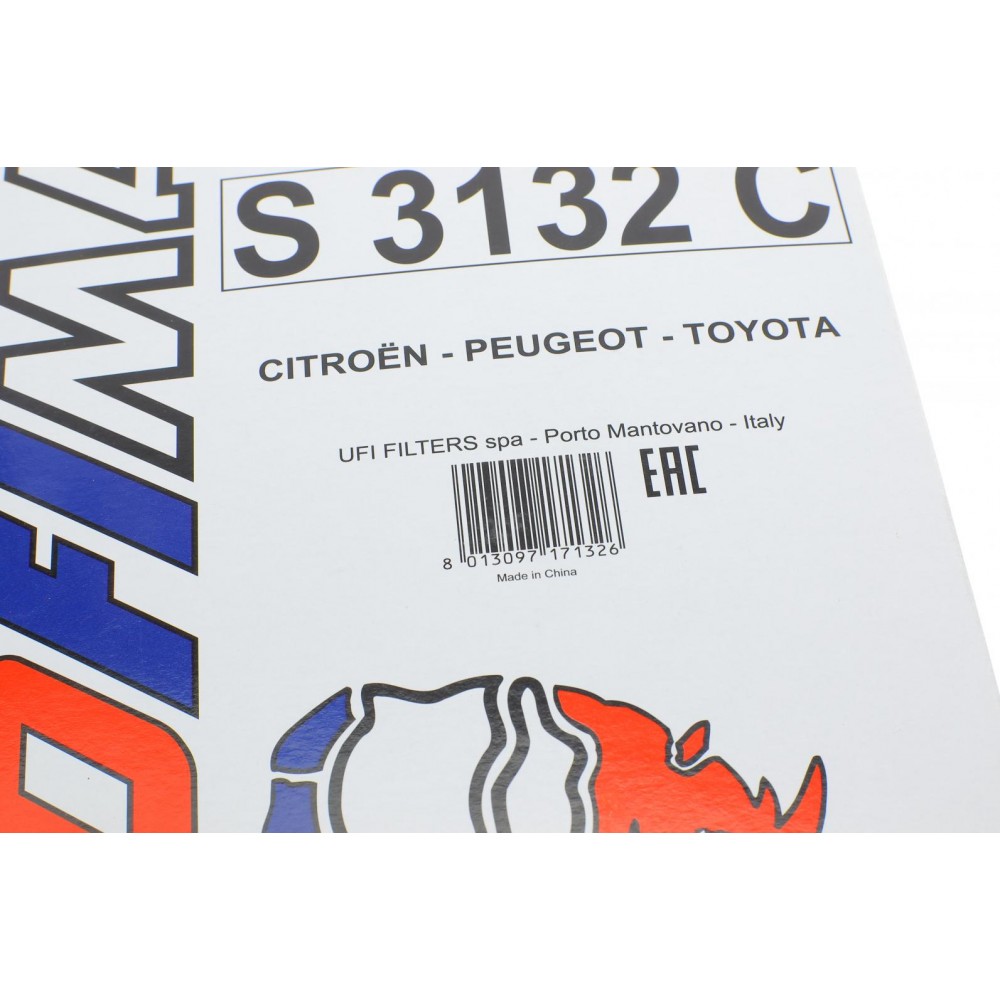 S 3132 C
CITROËN - PEUGEOT - TOYOTA
UFI FILTERS spa - Porto Mantovano - Italy
EAC
8 013097 171326
Made in China